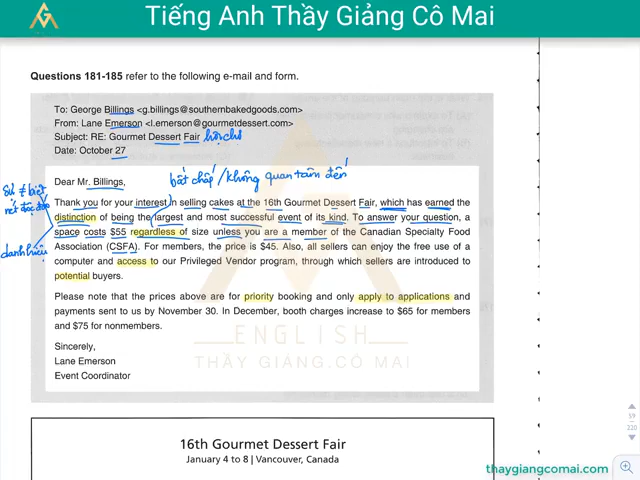 Tiếng Anh Thầy Giảng Cô Mai
Questions 181-185 refer to the following e-mail and form.
To: George Billings <g.billings@southernbakedgoods.com>
From: Lane Emerson <l.emerson@gourmetdessert.com>
Subject: RE: Gourmet Dessert Fair hội chợ
Date: October 27
bất chấp/không quan tâm đến
Dear Mr. Billings,
Thank you for your interest in selling cakes at the 16th Gourmet Dessert Fair, which has earned the
distinction of being the largest and most successful event of its kind. To answer your question, a
space costs $55 regardless of size unless you are a member of the Canadian Specialty Food
danh hiệu
Association (CSFA). For members, the price is $45. Also, all sellers can enjoy the free use of a
computer and access to our Privileged Vendor program, through which sellers are introduced to
potential buyers.
Please note that the prices above are for priority booking and only apply to applications and
payments sent to us by November 30. In December, booth charges increase to $65 for members
and $75 for nonmembers.
ENGLISH
Sincerely,
THẦY GIẢNG.CÔ MAI
Lane Emerson
Event Coordinator
16th Gourmet Dessert Fair
January 4 to 8 | Vancouver, Canada
59
220
thaygiangcomai.com